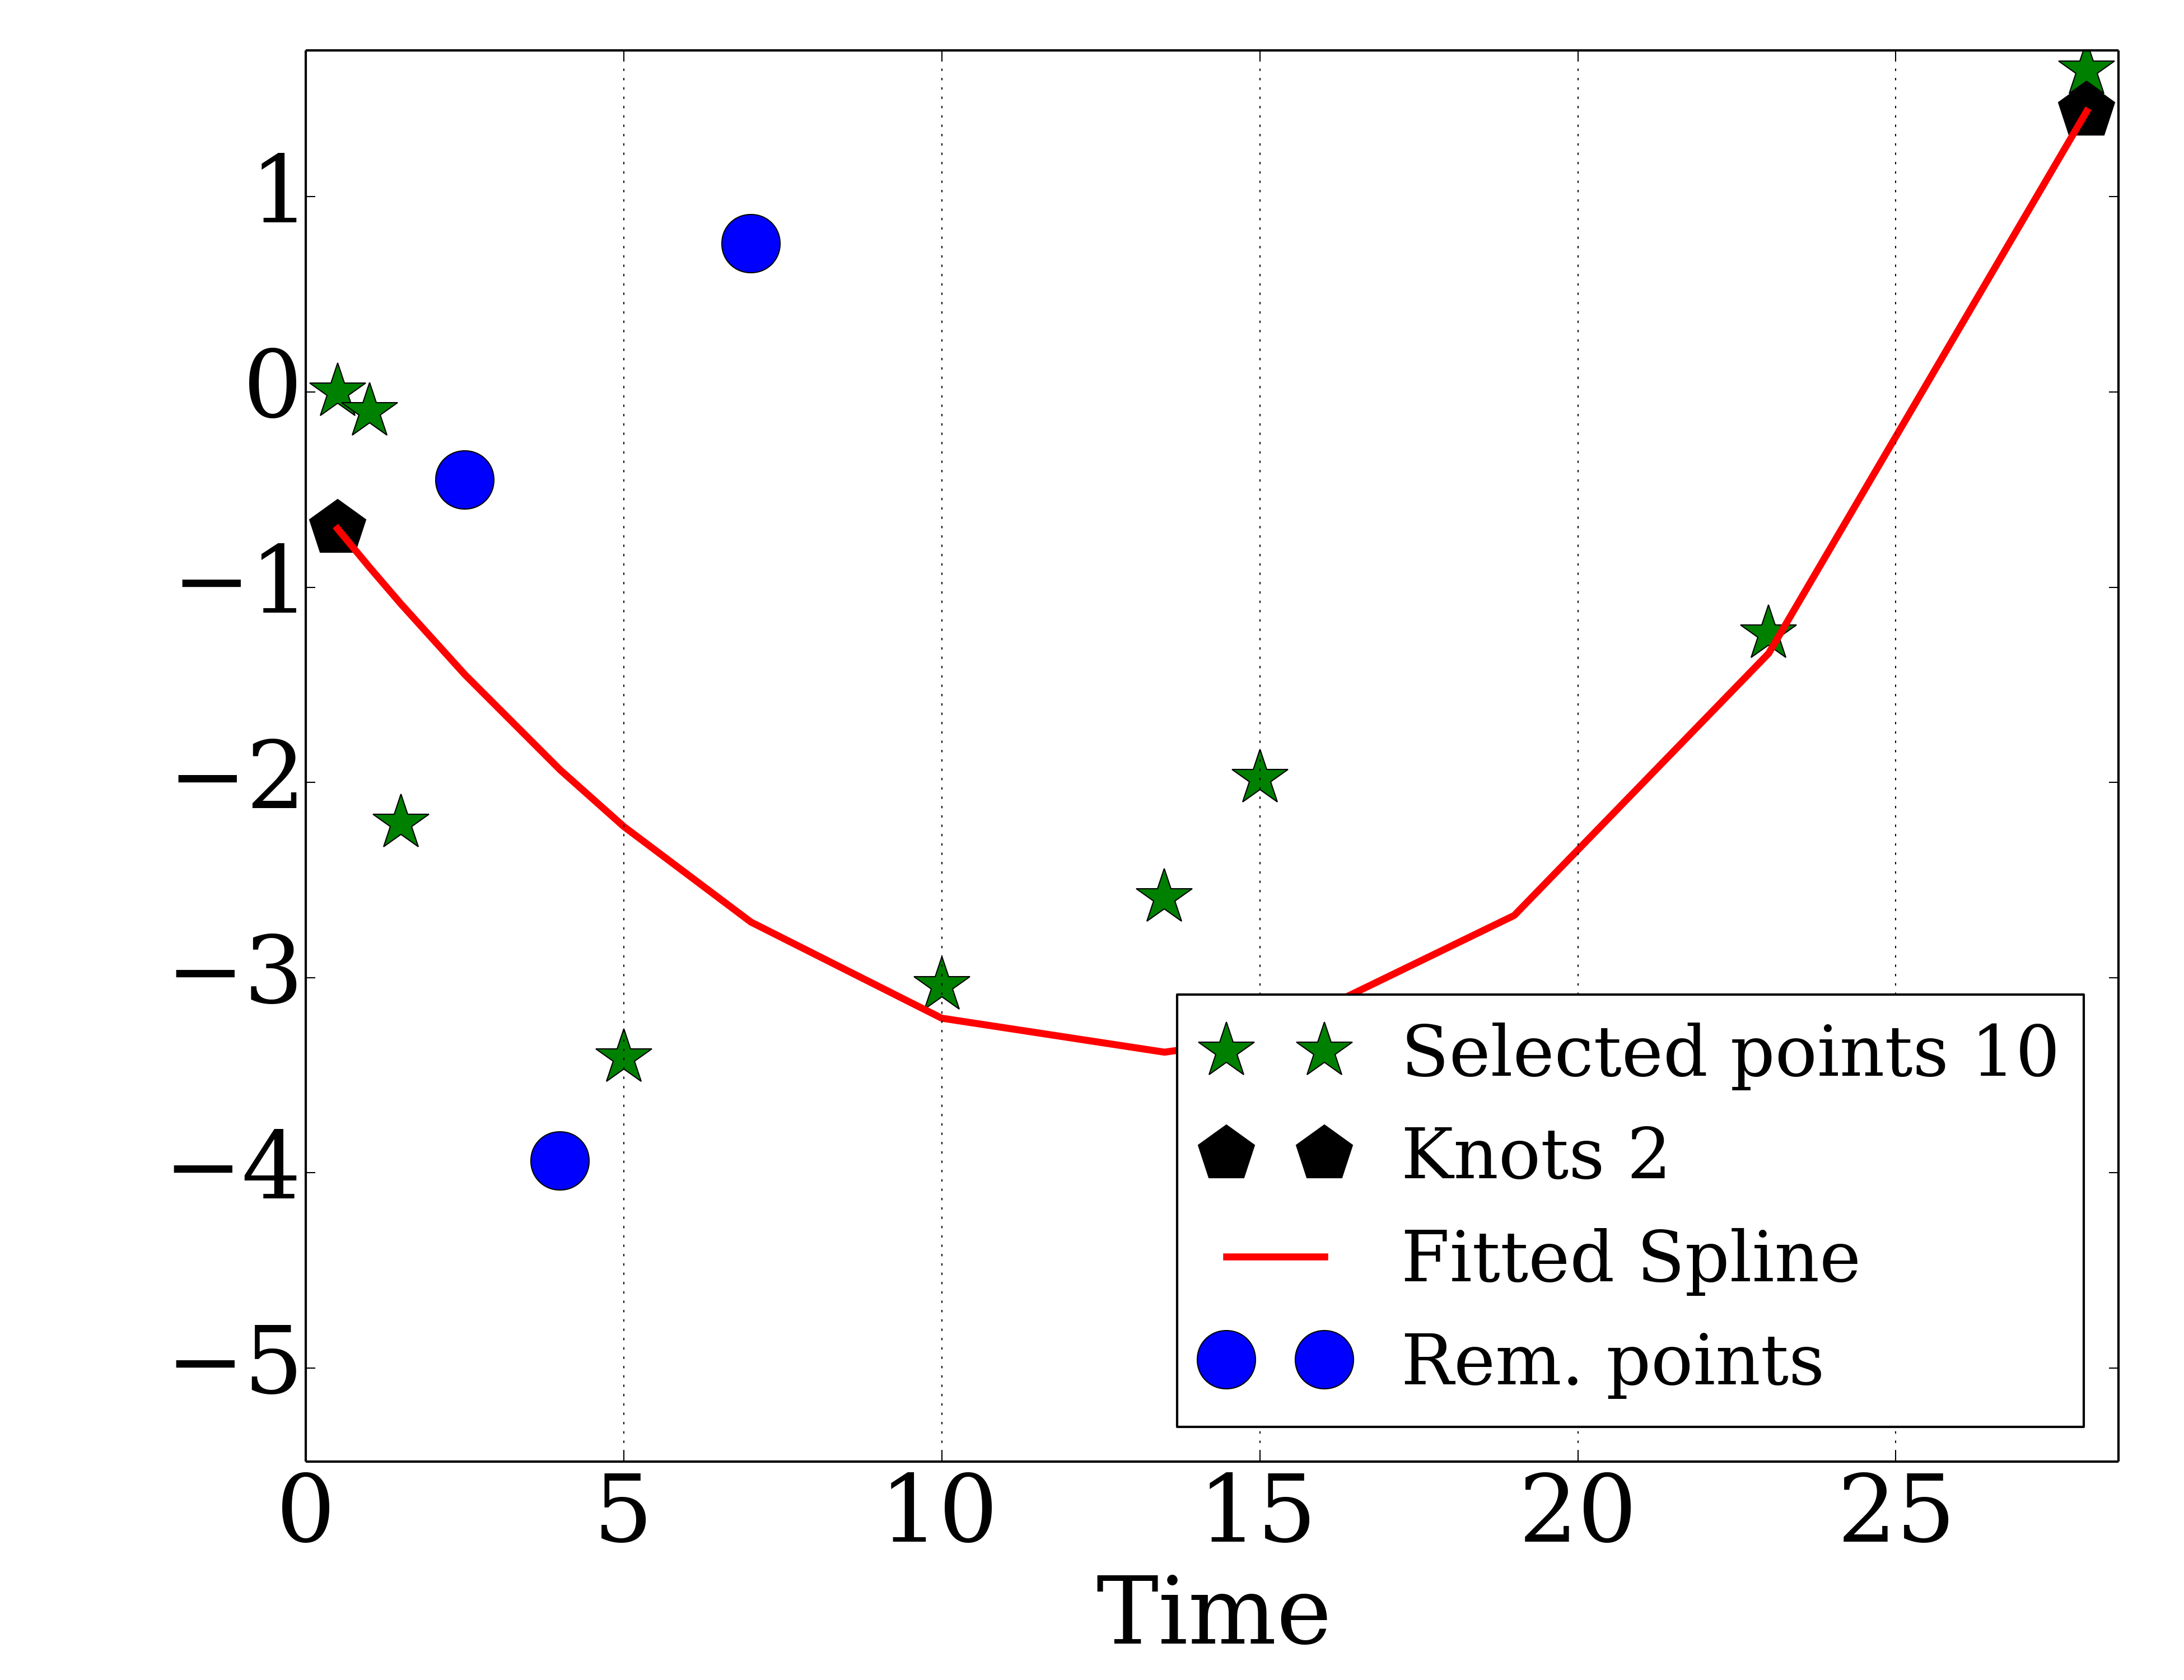 1
0
−1
−2
−3
−4
−5
Selected points 10
Knots 2
Fitted Spline
Rem. points
0 5 10 15 20 25
Time